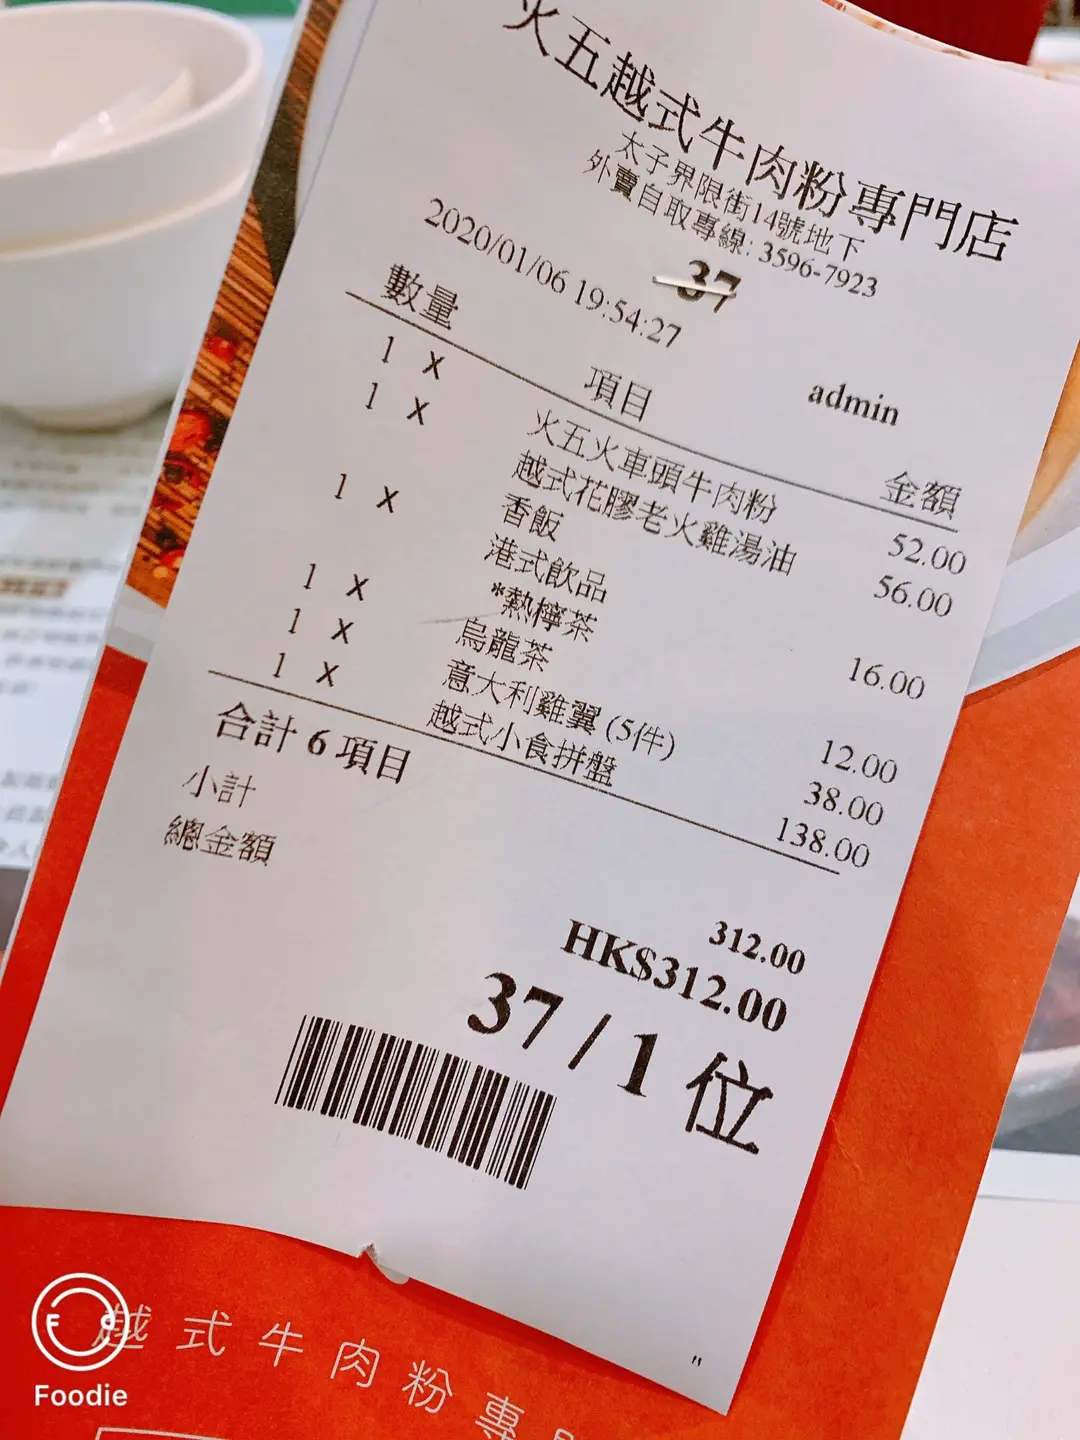 火五越式牛肉粉專門店
太子界限街14號地下
外賣自取專線: 3596-7923
37
2020/01/06 19:54:27
admin
數量 項目 金額
1 X 火五火車頭牛肉粉 52.00
1 X 越式花膠老火雞湯油 56.00
香飯
1 X 港式飲品 16.00
*熱檸茶
1 X 烏龍茶 12.00
1 X 意大利雞翼 (5件) 38.00
1 X 越式小食拼盤 138.00
合計 6 項目
小計 312.00
總金額 HK$312.00
37 / 1 位
"
越式牛肉粉專
Foodie